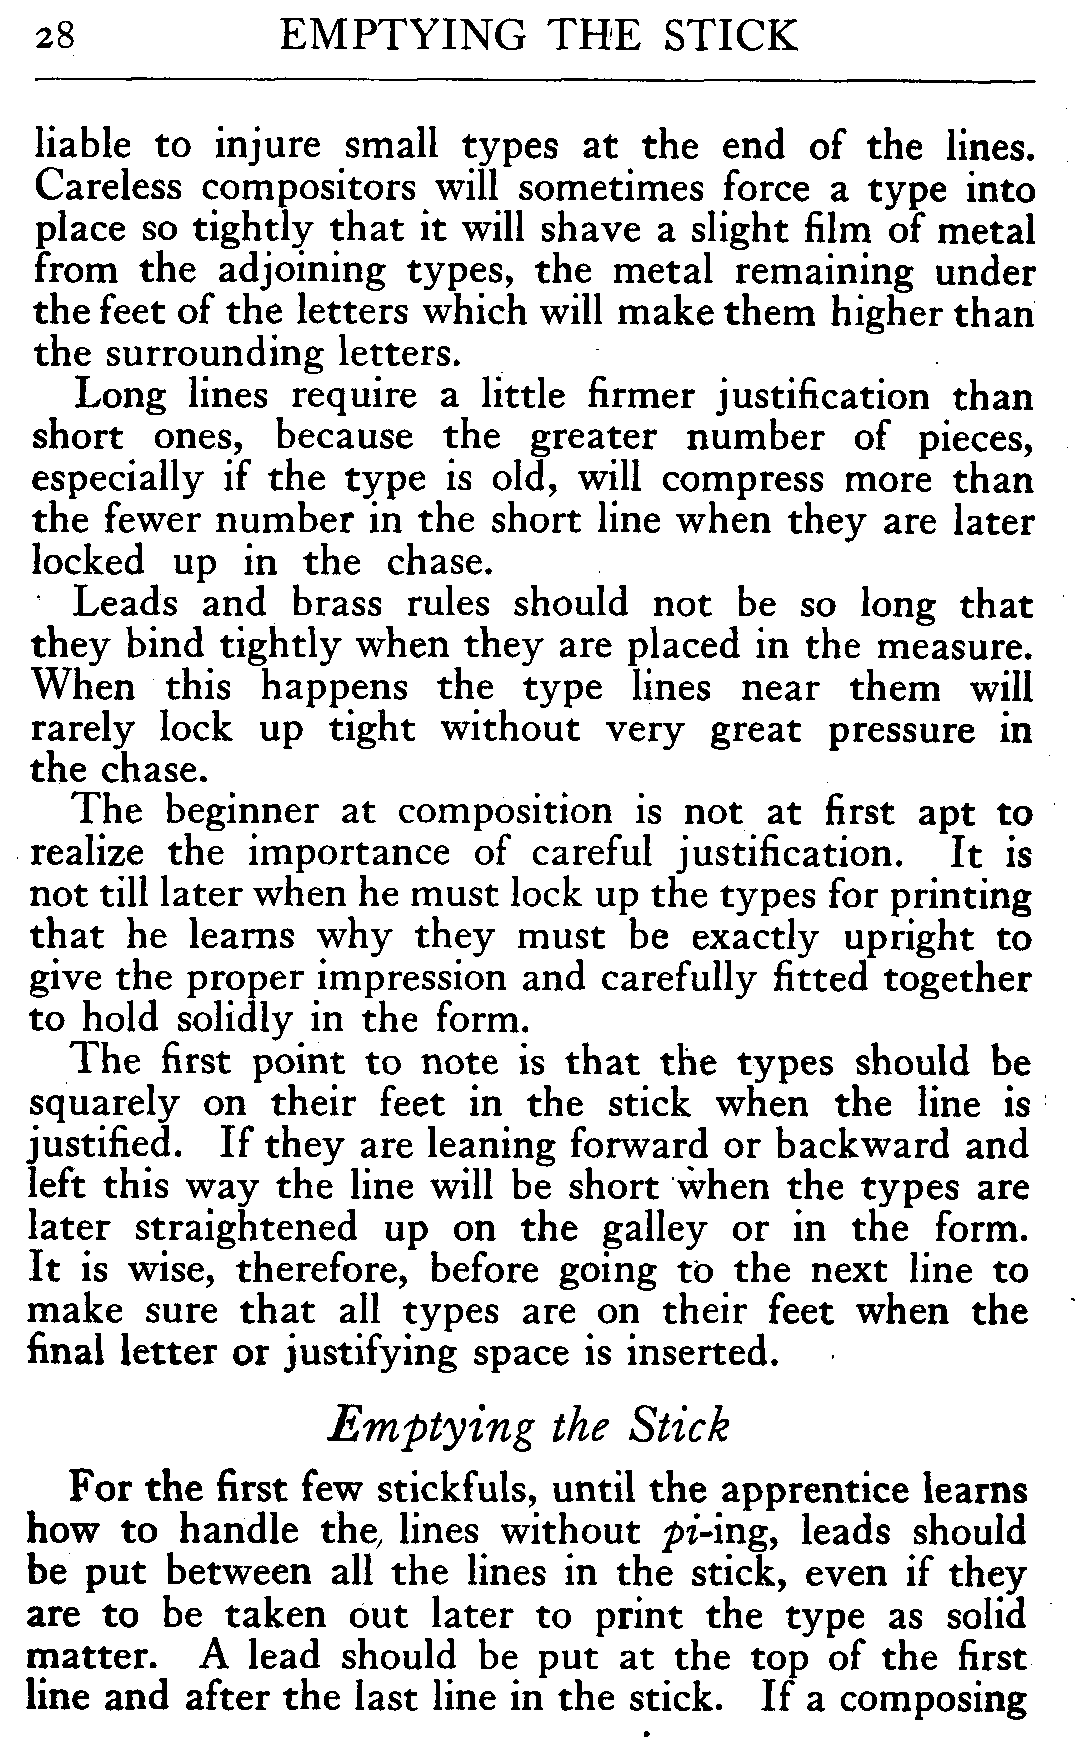 28 EMPTYING THE STICK
liable to injure small types at the end of the lines.
Careless compositors will sometimes force a type into
place so tightly that it will shave a slight film of metal
from the adjoining types, the metal remaining under
the feet of the letters which will make them higher than
the surrounding letters.
Long lines require a little firmer justification than
short ones, because the greater number of pieces,
especially if the type is old, will compress more than
the fewer number in the short line when they are later
locked up in the chase.
Leads and brass rules should not be so long that
they bind tightly when they are placed in the measure.
When this happens the type lines near them will
rarely lock up tight without very great pressure in
the chase.
The beginner at composition is not at first apt to
realize the importance of careful justification. It is
not till later when he must lock up the types for printing
that he learns why they must be exactly upright to
give the proper impression and carefully fitted together
to hold solidly in the form.
The first point to note is that the types should be
squarely on their feet in the stick when the line is
justified. If they are leaning forward or backward and
left this way the line will be short when the types are
later straightened up on the galley or in the form.
It is wise, therefore, before going to the next line to
make sure that all types are on their feet when the
final letter or justifying space is inserted.
Emptying the Stick
For the first few stickfuls, until the apprentice learns
how to handle the, lines without pi-ing, leads should
be put between all the lines in the stick, even if they
are to be taken out later to print the type as solid
matter. A lead should be put at the top of the first
line and after the last line in the stick. If a composing